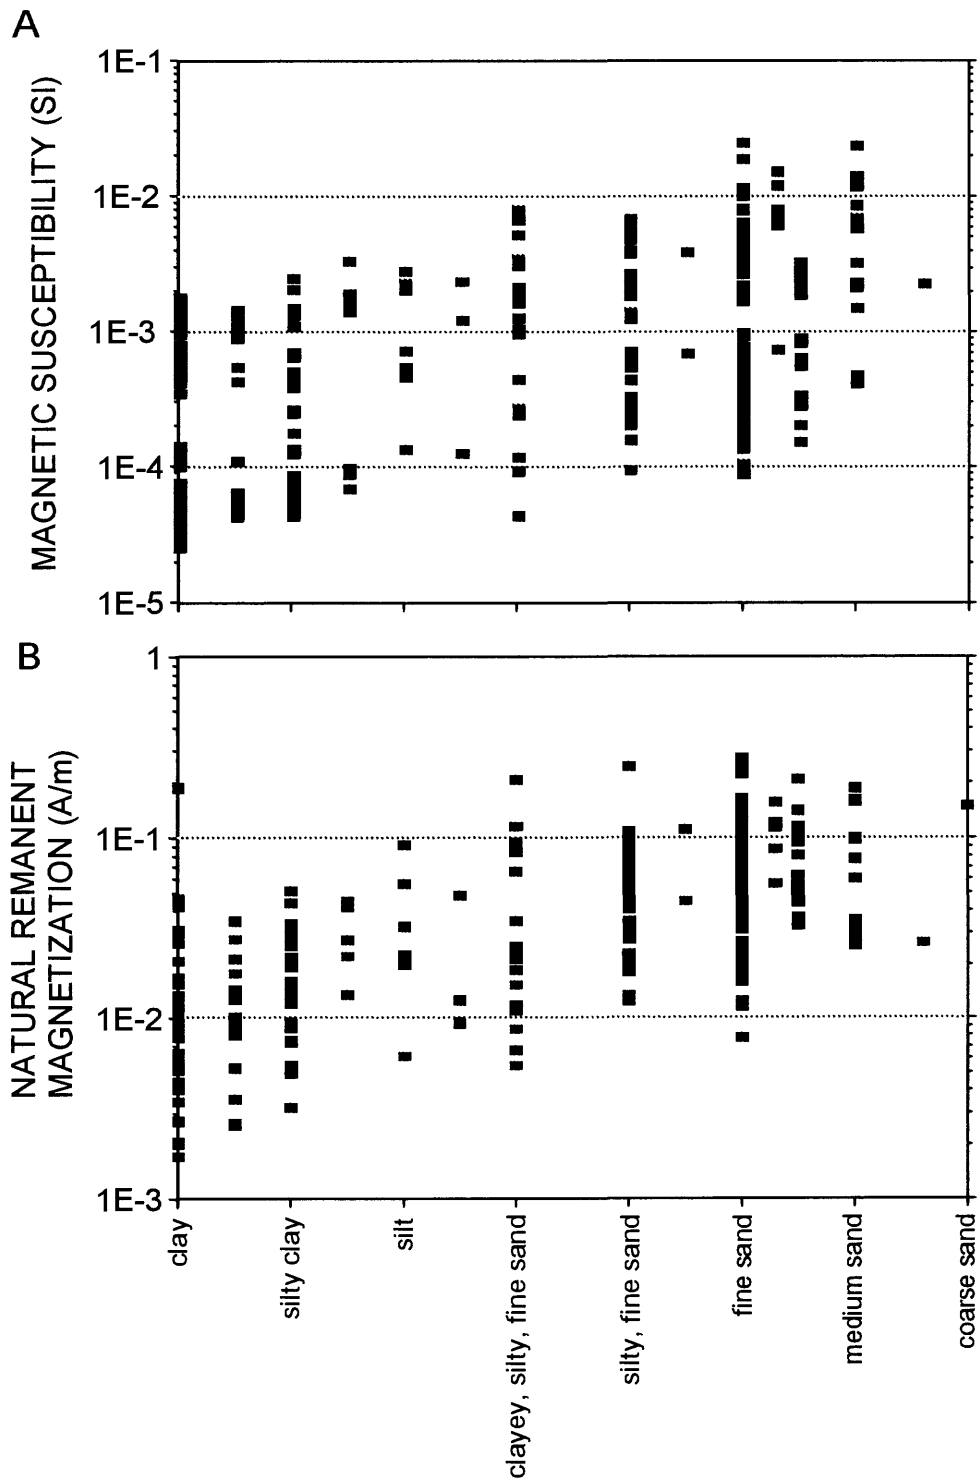 A
MAGNETIC SUSCEPTIBILITY (SI)
1E-1
1E-2
1E-3
1E-4
1E-5
B
NATURAL REMANENT
MAGNETIZATION (A/m)
1
1E-1
1E-2
1E-3
clay
silty clay
silt
clayey, silty, fine sand
silty, fine sand
fine sand
medium sand
coarse sand